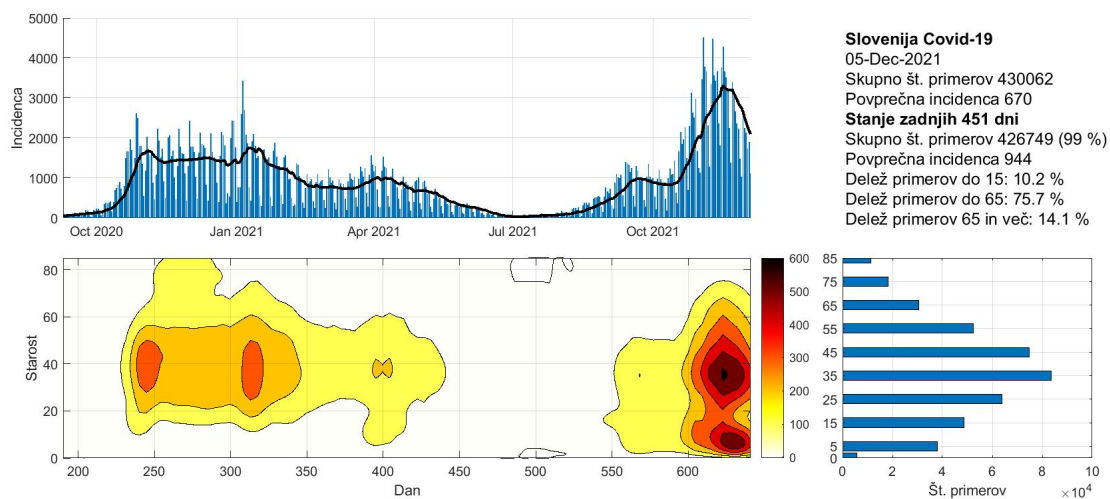 5000
4000
3000
2000
1000
0
Incidenca
Oct 2020
Jan 2021
Apr 2021
Jul 2021
Oct 2021
Slovenija Covid-19
05-Dec-2021
Skupno št. primerov 430062
Povprečna incidenca 670
Stanje zadnjih 451 dni
Skupno št. primerov 426749 (99 %)
Povprečna incidenca 944
Delež primerov do 15: 10.2 %
Delež primerov do 65: 75.7 %
Delež primerov 65 in več: 14.1 %
80
60
40
20
0
Starost
200
250
300
350
400
450
500
550
600
Dan
600
500
400
300
200
100
0
85
75
65
55
45
35
25
15
5
0
0
2
4
6
8
10
Št. primerov
×10⁴